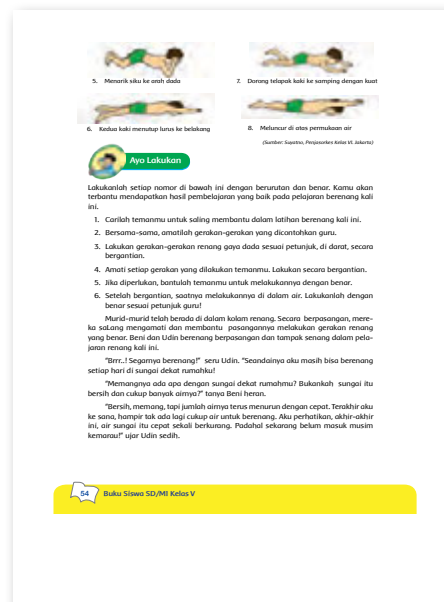 5. Menarik siku ke arah dada
7. Dorong telapak kaki ke samping dengan kuat
6. Kedua kaki menutup lurus ke belakang
8. Meluncur di atas permukaan air
(Sumber: Suyatno, Penjasorkes Kelas VI. Jakarta)
Ayo Lakukan
Lakukanlah setiap nomor di bawah ini dengan berurutan dan benar. Kamu akan
terbantu mendapatkan hasil pembelajaran yang baik pada pelajaran berenang kali
ini.
1. Carilah temanmu untuk saling membantu dalam latihan berenang kali ini.
2. Bersama-sama, amatilah gerakan-gerakan yang dicontohkan guru.
3. Lakukan gerakan-gerakan renang gaya dada sesuai petunjuk, di darat, secara
bergantian.
4. Amati setiap gerakan yang dilakukan temanmu. Lakukan secara bergantian.
5. Jika diperlukan, bantulah temanmu untuk melakukannya dengan benar.
6. Setelah bergantian, saatnya melakukannya di dalam air. Lakukanlah dengan
benar sesuai petunjuk guru!
Murid-murid telah berada di dalam kolam renang. Secara berpasangan, mere-
ka saLang mengamati dan membantu pasangannya melakukan gerakan renang
yang benar. Beni dan Udin berenang berpasangan dan tampak senang dalam pela-
jaran renang kali ini.
"Brrr..! Segarnya berenang!" seru Udin. "Seandainya aku masih bisa berenang
setiap hari di sungai dekat rumahku!
"Memangnya ada apa dengan sungai dekat rumahmu? Bukankah sungai itu
bersih dan cukup banyak airnya?" tanya Beni heran.
"Bersih, memang, tapi jumlah airnya terus menurun dengan cepat. Terakhir aku
ke sana, hampir tak ada lagi cukup air untuk berenang. Aku perhatikan, akhir-akhir
ini, air sungai itu cepat sekali berkurang. Padahal sekarang belum masuk musim
kemarau!" ujar Udin sedih.
54 Buku Siswa SD/MI Kelas V